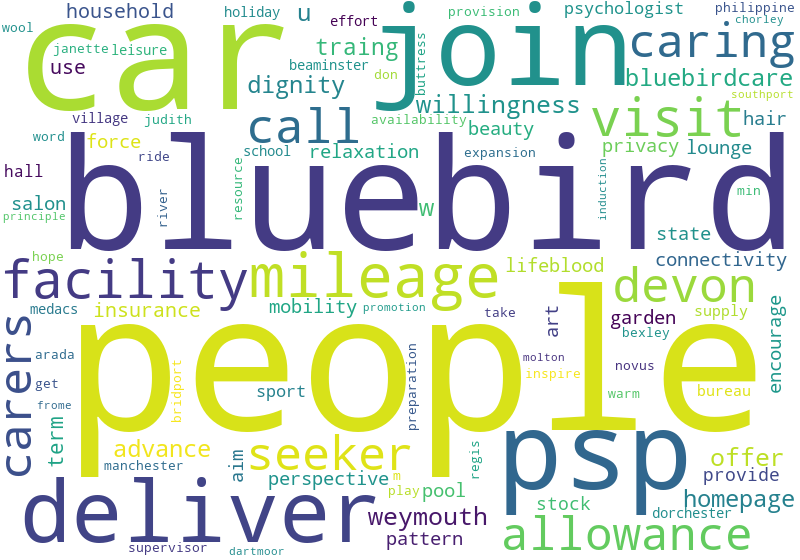 wool
household
holiday
u
effort
provision
psychologist
philippine
chorley
car
join
caring
janette
leisure
traing
use
beaminster
don
buttress
bluebirdcare
dignity
southport
willingness
visit
village
judith
call
availability
beauty
hair
word
force
ride
school
relaxation
expansion
privacy
lounge
hall
bluebird
salon
river
resource
w
induction
min
principle
state
hope
facility
mileage
lifeblood
connectivity
devon
medacs
insurance
mobility
promotion
take
art
garden
supply
encourage
carers
people
arada
bexley
get
bridport
preparation
molton
novus
frome
sport
inspire
warm
bureau
term
advance
seeker
psp
offer
manchester
aim
perspective
regis
provide
m
play
pool
stock
homepage
deliver
weymouth
dorchester
pattern
allowance
supervisor
dartmoor